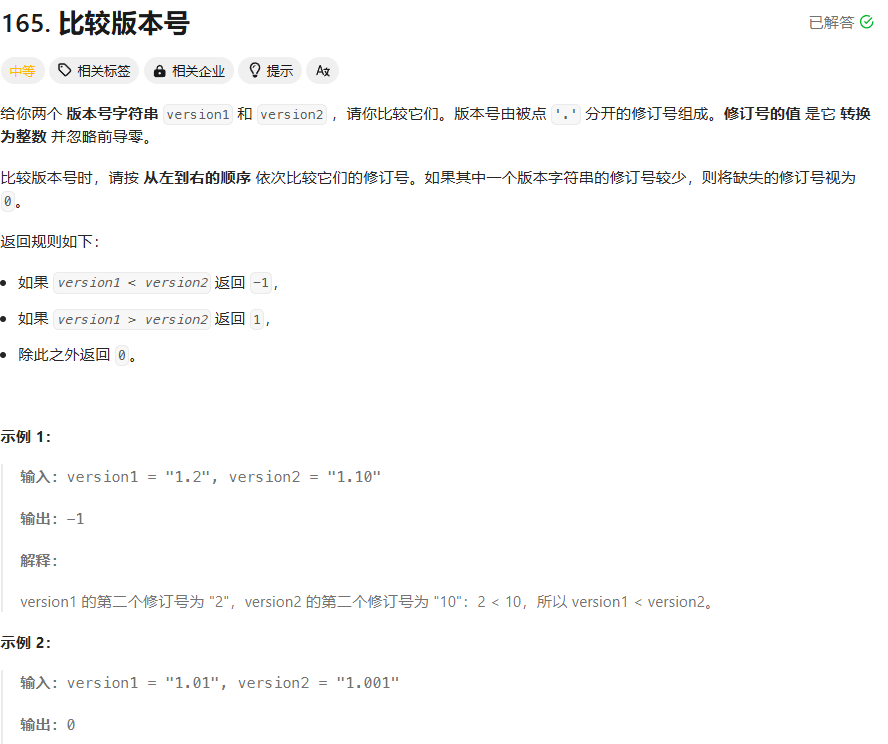 165. 比较版本号
已解答
中等 相关标签 相关企业 提示 A文
给你两个 版本号字符串 version1 和 version2 ，请你比较它们。版本号由被点 '.' 分开的修订号组成。修订号的值 是它 转换
为整数 并忽略前导零。
比较版本号时，请按 从左到右的顺序 依次比较它们的修订号。如果其中一个版本字符串的修订号较少，则将缺失的修订号视为
0。
返回规则如下：
如果 version1 < version2 返回 -1，
如果 version1 > version2 返回 1，
除此之外返回 0。
示例 1：
输入：version1 = "1.2", version2 = "1.10"
输出：-1
解释：
version1 的第二个修订号为 "2"，version2 的第二个修订号为 "10"：2 < 10，所以 version1 < version2。
示例 2：
输入：version1 = "1.01", version2 = "1.001"
输出：0